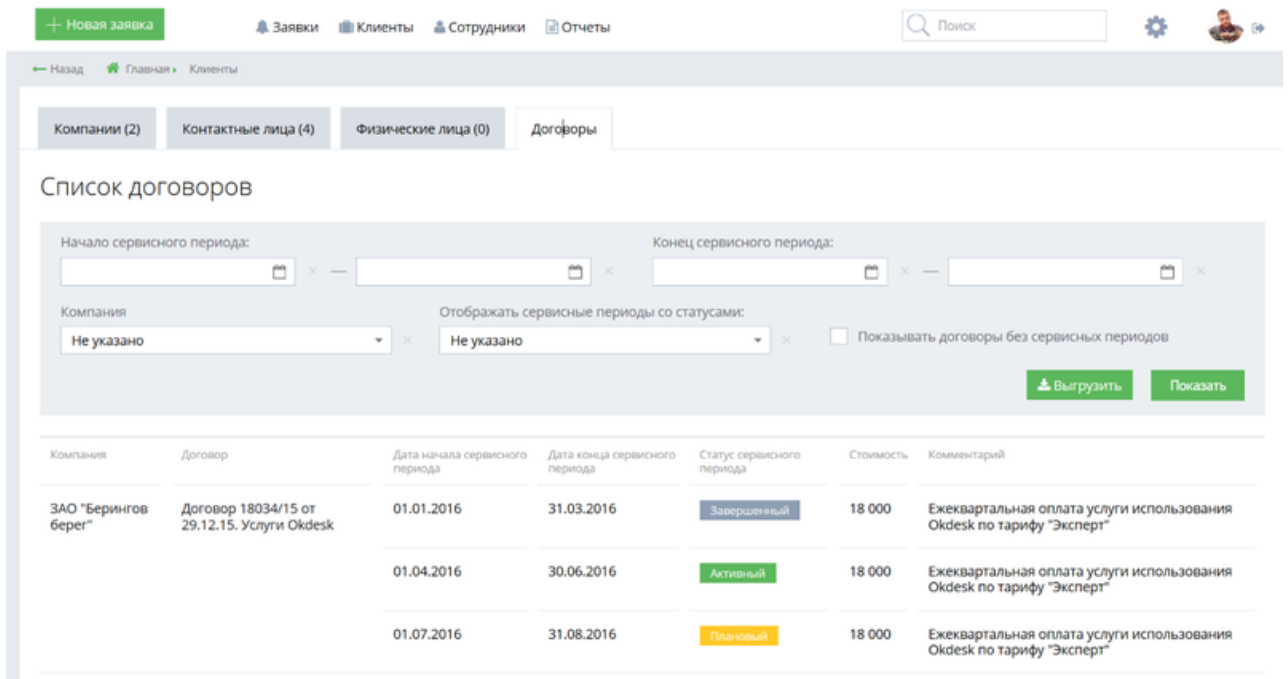 Новая заявка
Заявки
Клиенты
Сотрудники
Отчеты
Поиск
Назад
Главная
Клиенты
Компании (2)
Контактные лица (4)
Физические лица (0)
Договоры
Список договоров
Начало сервисного периода:
Конец сервисного периода:
Компания
Отображать сервисные периоды со статусами:
Не указано
Не указано
Показывать договоры без сервисных периодов
Выгрузить
Показать
Компания
Договор
Дата начала сервисного
периода
Дата конца сервисного
периода
Статус сервисного
периода
Стоимость
Комментарий
ЗАО "Берингов
берег"
Договор 18034/15 от
29.12.15. Услуги Okdesk
01.01.2016
31.03.2016
Завершенный
18 000
Ежеквартальная оплата услуги использования
Okdesk по тарифу "Эксперт"
01.04.2016
30.06.2016
Активный
18 000
Ежеквартальная оплата услуги использования
Okdesk по тарифу "Эксперт"
01.07.2016
31.08.2016
Плановый
18 000
Ежеквартальная оплата услуги использования
Okdesk по тарифу "Эксперт"